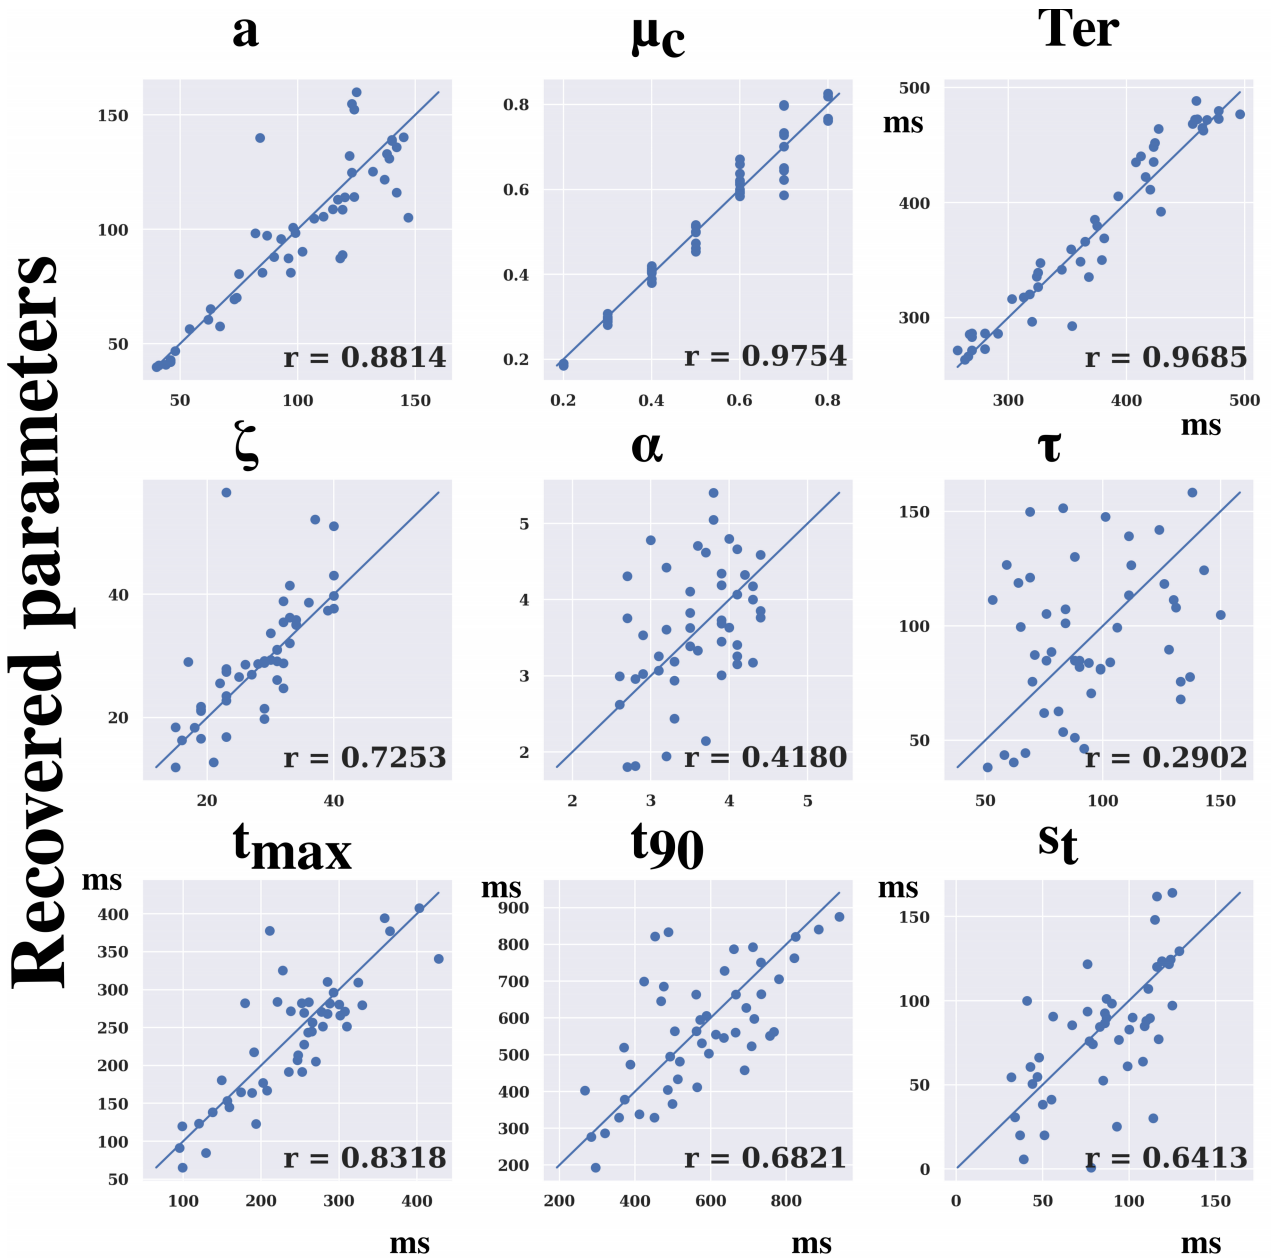 Recovered parameters
a
150
100
50
50 100 150
r = 0.8814
μc
0.8
0.6
0.4
0.2
0.2 0.4 0.6 0.8
r = 0.9754
Ter
ms
500
400
300
300 400 500
ms
r = 0.9685
ζ
40
20
20 40
r = 0.7253
α
5
4
3
2
2 3 4 5
r = 0.4180
τ
150
100
50
50 100 150
r = 0.2902
tmax
ms
400
350
300
250
200
150
100
50
100 200 300 400
ms
r = 0.8318
t90
ms
900
800
700
600
500
400
300
200
200 400 600 800
ms
r = 0.6821
st
ms
150
100
50
0
0 50 100 150
ms
r = 0.6413